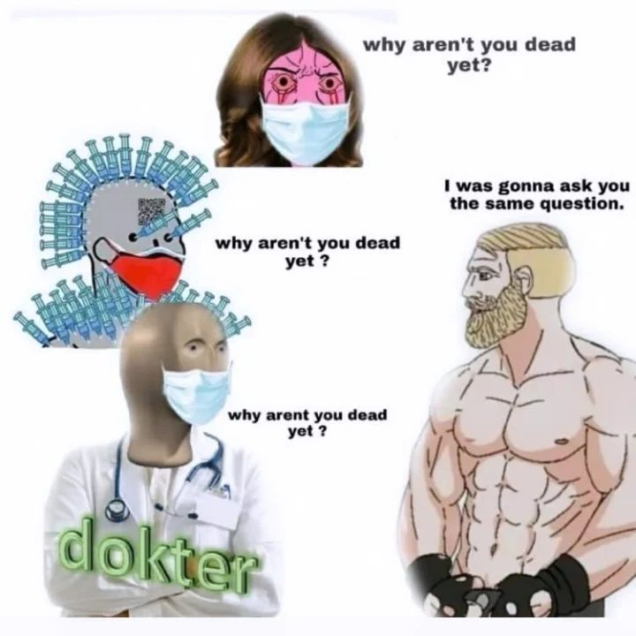 why aren't you dead
yet?
I was gonna ask you
the same question.
why aren't you dead
yet ?
why arent you dead
yet ?
dokter